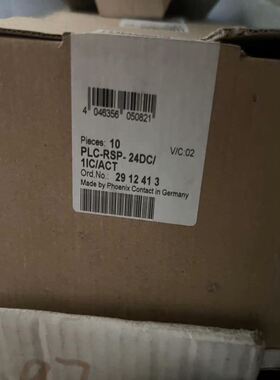 4 046356 050821
Pieces: 10
V/C:02
PLC-RSP- 24DC/
1IC/ACT
Ord.No.: 29 12 41 3
Made by Phoenix Contact in Germany